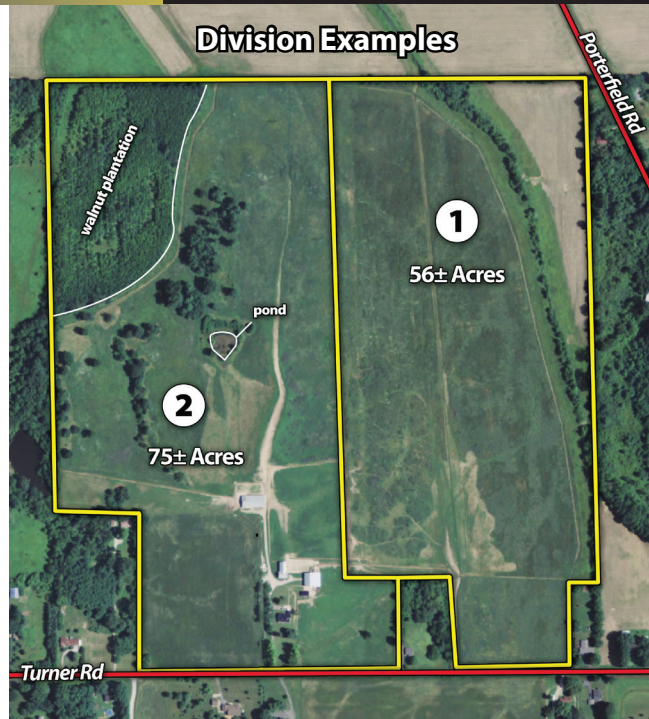 Division Examples
Porterfield Rd
walnut plantation
1
56± Acres
pond
2
75± Acres
Turner Rd